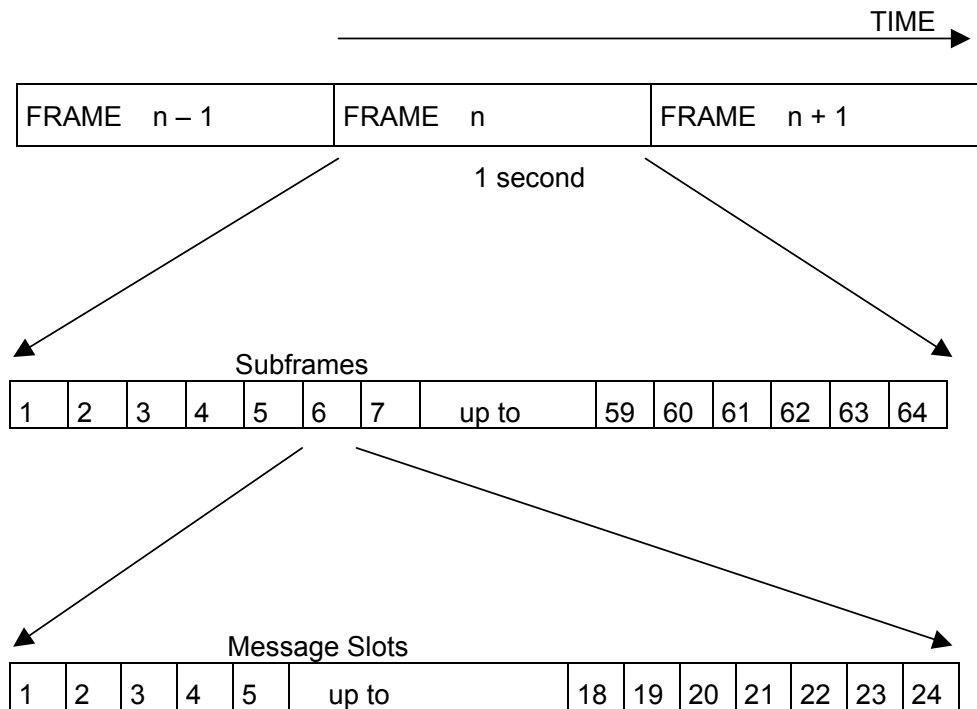 TIME
FRAME n – 1 FRAME n FRAME n + 1
1 second
Subframes
1 2 3 4 5 6 7 up to 59 60 61 62 63 64
Message Slots
1 2 3 4 5 up to 18 19 20 21 22 23 24